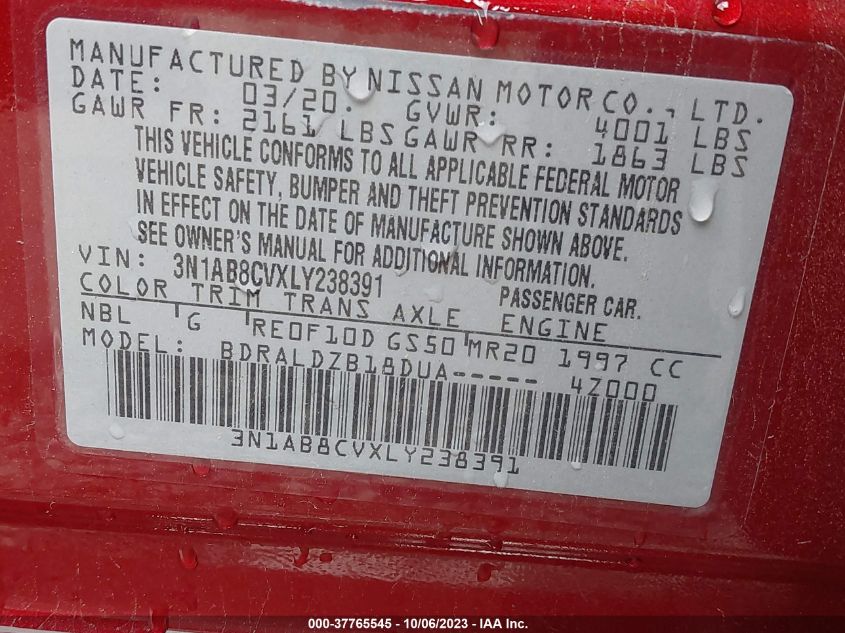 MANUFACTURED BY NISSAN MOTOR CO., LTD.
DATE: 03/20. GVWR: 4001 LBS
GAWR FR: 2161 LBS GAWR RR: 1863 LBS
THIS VEHICLE CONFORMS TO ALL APPLICABLE FEDERAL MOTOR
VEHICLE SAFETY, BUMPER AND THEFT PREVENTION STANDARDS
IN EFFECT ON THE DATE OF MANUFACTURE SHOWN ABOVE.
SEE OWNER'S MANUAL FOR ADDITIONAL INFORMATION.
VIN: 3N1AB8CVXLY238391 PASSENGER CAR.
COLOR TRIM TRANS AXLE ENGINE
NBL G RE0F10D GS50 MR20 1997 CC
MODEL: BDRALDZB18DUA----- 4Z000
3N1AB8CVXLY238391
000-37765545 - 10/06/2023 - IAA Inc.